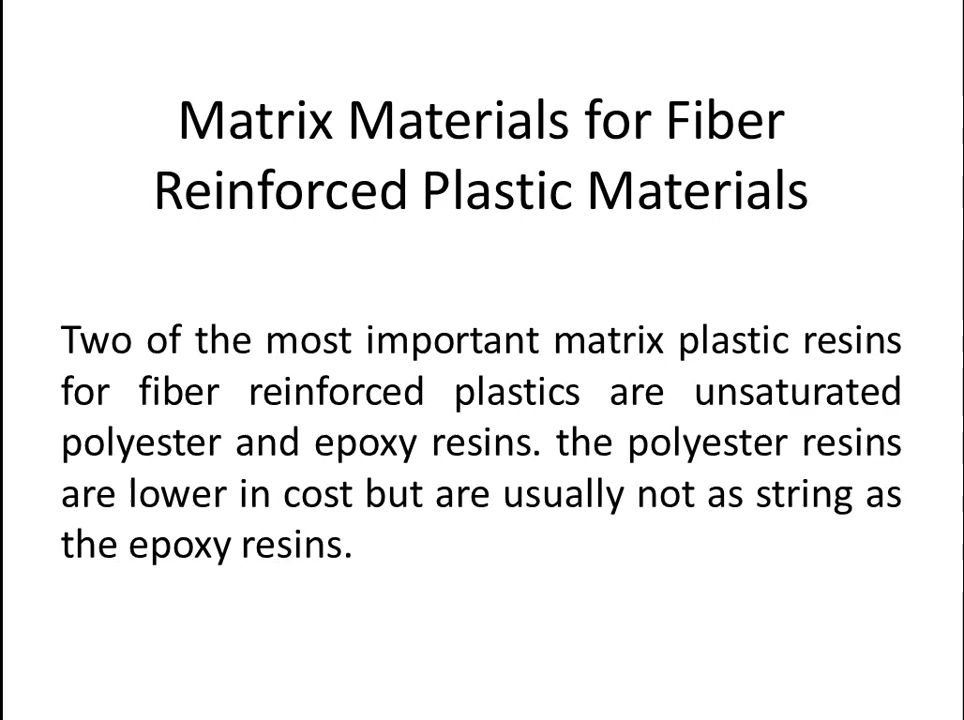 Matrix Materials for Fiber
Reinforced Plastic Materials
Two of the most important matrix plastic resins
for fiber reinforced plastics are unsaturated
polyester and epoxy resins. the polyester resins
are lower in cost but are usually not as string as
the epoxy resins.